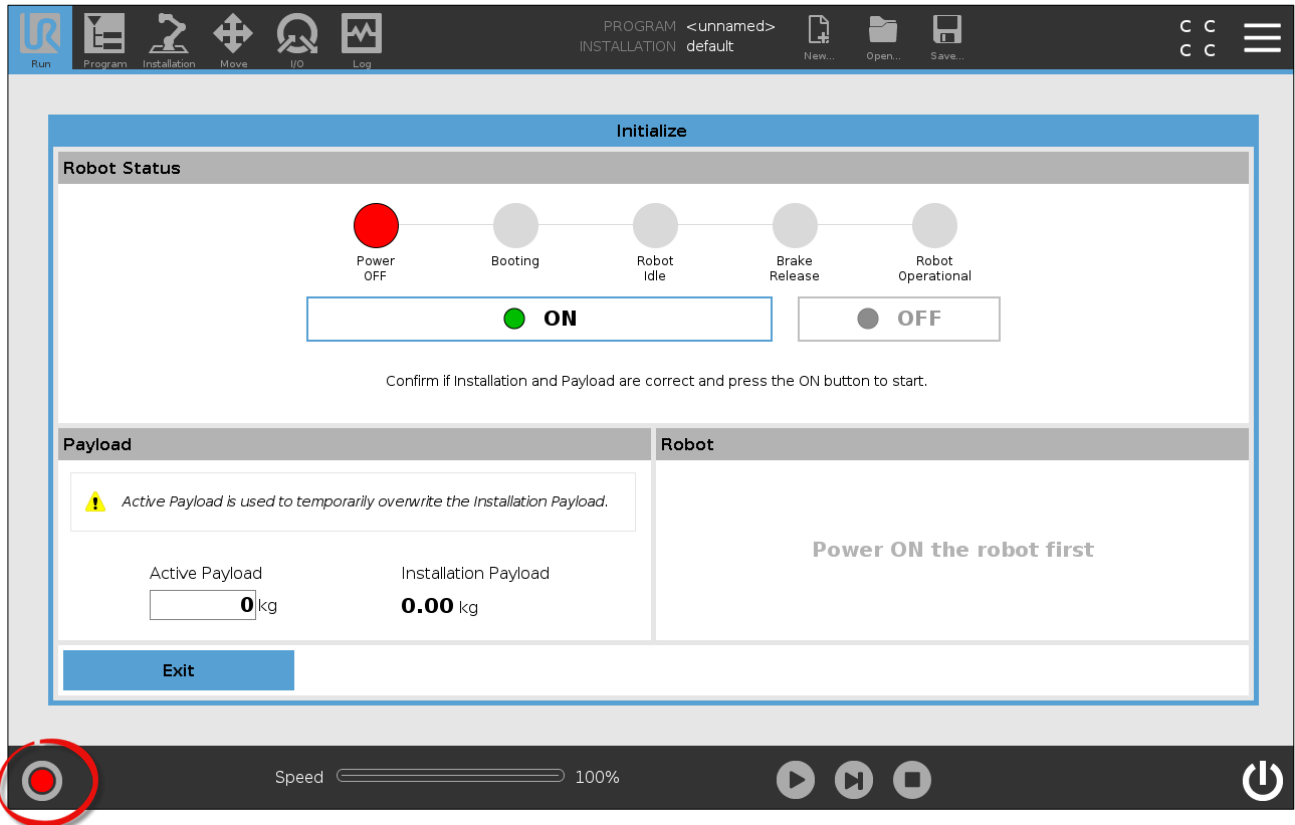 UR
Run
Program
Installation
Move
I/O
Log
PROGRAM <unnamed>
INSTALLATION default
New...
Open...
Save...
C C
C C
Initialize
Robot Status
Power
OFF
Booting
Robot
Idle
Brake
Release
Robot
Operational
ON
OFF
Confirm if Installation and Payload are correct and press the ON button to start.
Payload
Robot
Active Payload is used to temporarily overwrite the Installation Payload.
Power ON the robot first
Active Payload
Installation Payload
0 kg
0.00 kg
Exit
Speed
100%